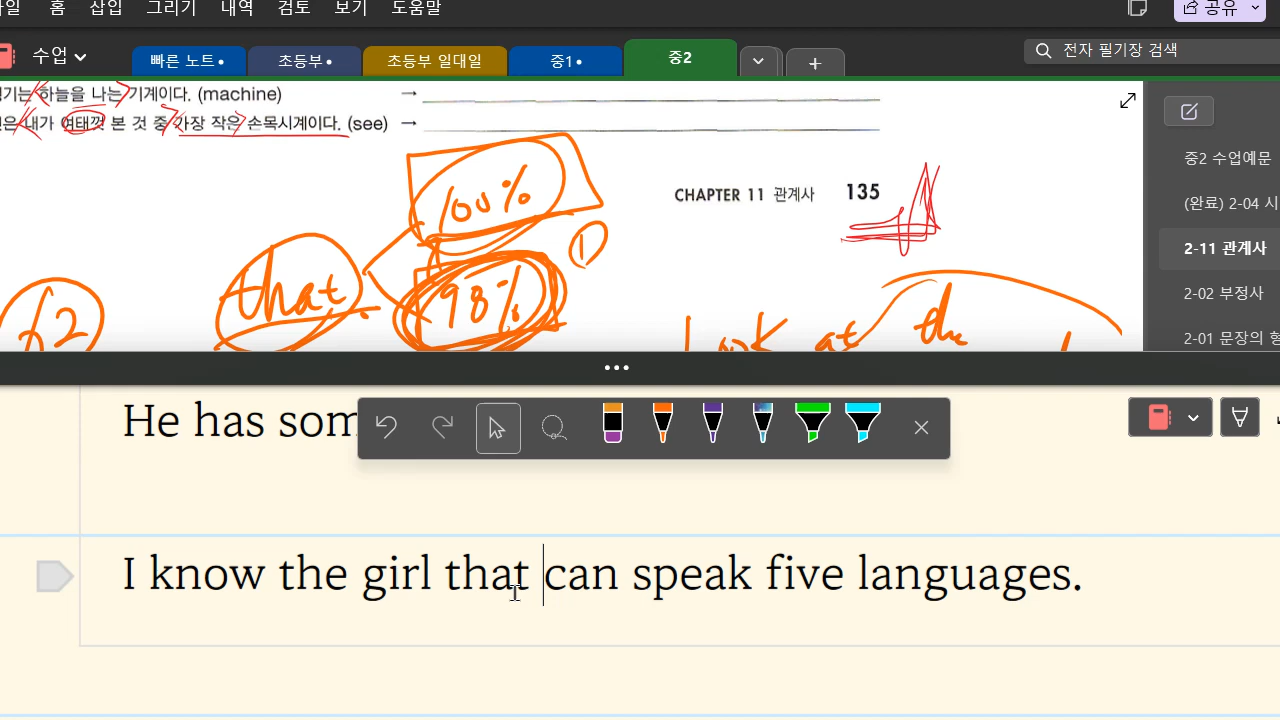 홈 삽입 그리기 내역 검토 보기 도움말 공유
수업 빠른 노트 초등부 초등부 일대일 중1 중2 + 전자 필기장 검색
하늘을 나는 기계이다. (machine) →
내가 여태껏 본 것 중 가장 작은 손목시계이다. (see) →
CHAPTER 11 관계사 135
100%
98%
①
that
Look at the
중2 수업예문
(완료) 2-04 시
2-11 관계사
2-02 부정사
2-01 문장의 형
He has som
I know the girl that can speak five languages.